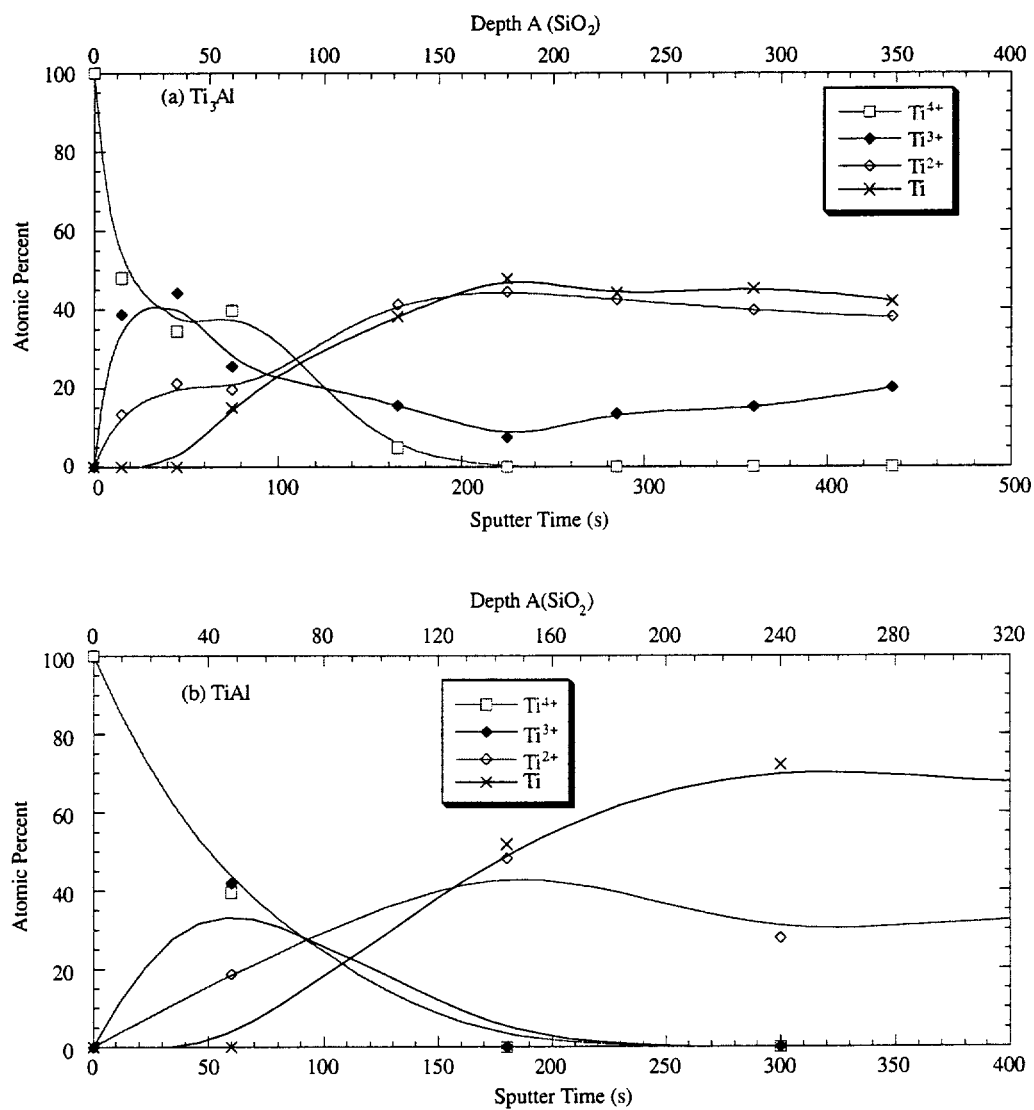 Depth A (SiO₂)
0 50 100 150 200 250 300 350 400
100
80
60
40
20
0
Atomic Percent
(a) Ti₃Al
Ti⁴⁺
Ti³⁺
Ti²⁺
Ti
0 100 200 300 400 500
Sputter Time (s)
Depth A(SiO₂)
0 40 80 120 160 200 240 280 320
100
80
60
40
20
0
Atomic Percent
(b) TiAl
Ti⁴⁺
Ti³⁺
Ti²⁺
Ti
0 50 100 150 200 250 300 350 400
Sputter Time (s)